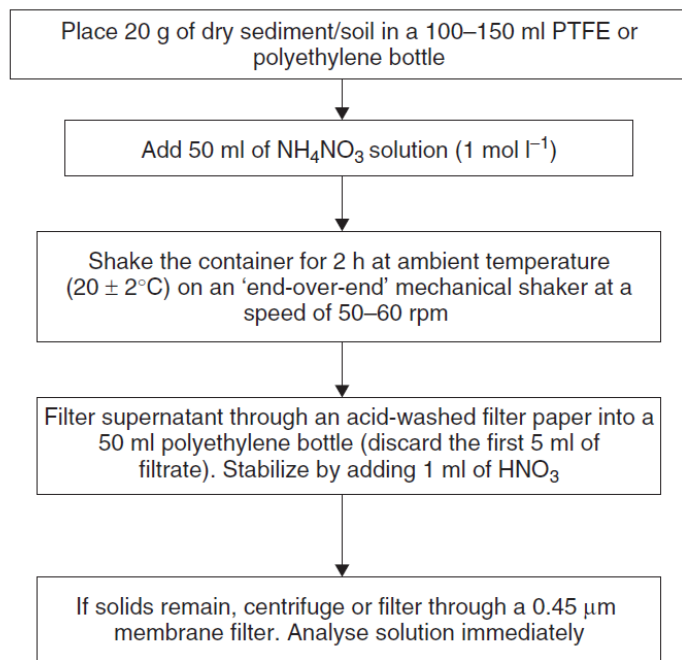 Place 20 g of dry sediment/soil in a 100–150 ml PTFE or
polyethylene bottle
Add 50 ml of NH₄NO₃ solution (1 mol l⁻¹)
Shake the container for 2 h at ambient temperature
(20 ± 2°C) on an ‘end-over-end’ mechanical shaker at a
speed of 50–60 rpm
Filter supernatant through an acid-washed filter paper into a
50 ml polyethylene bottle (discard the first 5 ml of
filtrate). Stabilize by adding 1 ml of HNO₃
If solids remain, centrifuge or filter through a 0.45 μm
membrane filter. Analyse solution immediately